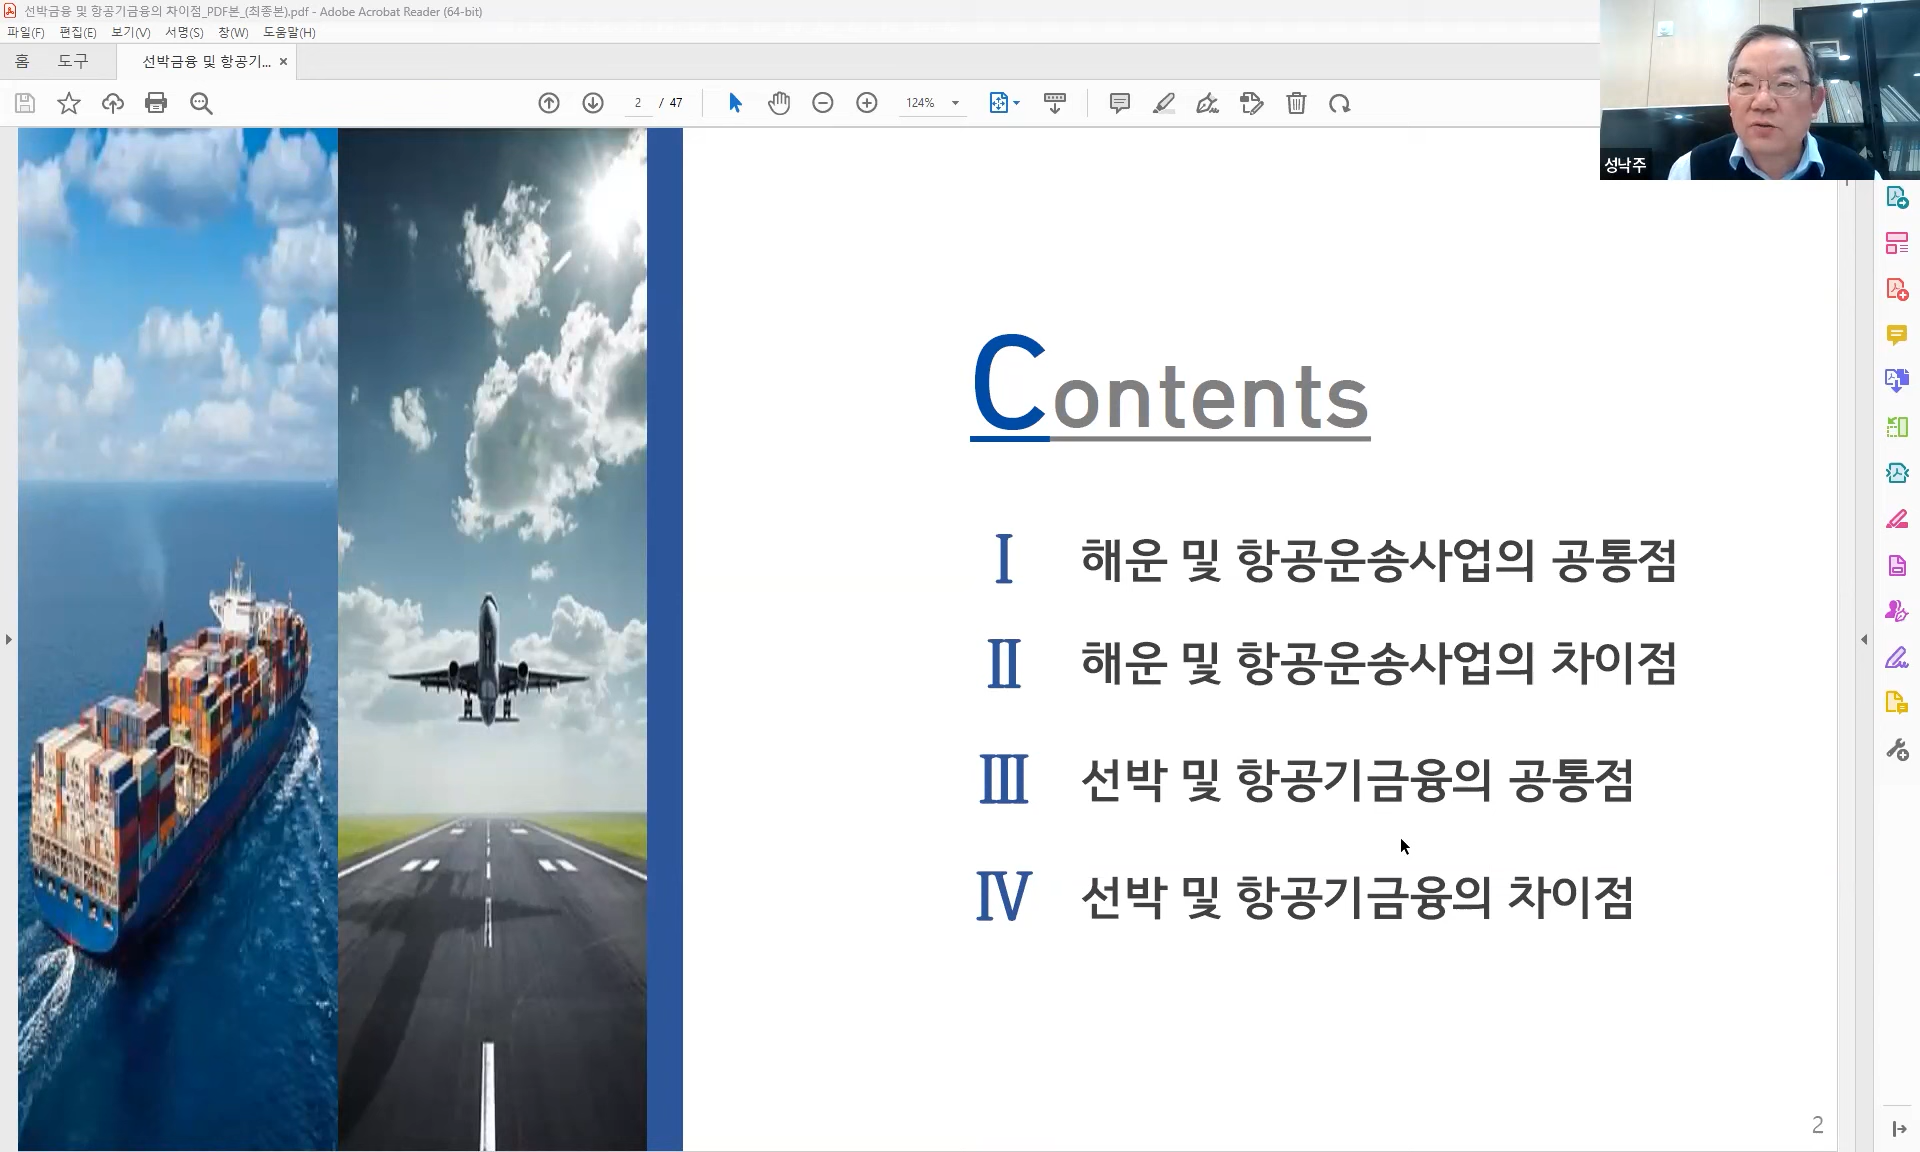 선박금융 및 항공기금융의 차이점_PDF본_(최종본).pdf - Adobe Acrobat Reader (64-bit)
파일(F) 편집(E) 보기(V) 서명(S) 창(W) 도움말(H)
홈 도구 선박금융 및 항공기... ×
2 / 47 124%
성낙주
Contents
Ⅰ 해운 및 항공운송사업의 공통점
Ⅱ 해운 및 항공운송사업의 차이점
Ⅲ 선박 및 항공기금융의 공통점
Ⅳ 선박 및 항공기금융의 차이점
2